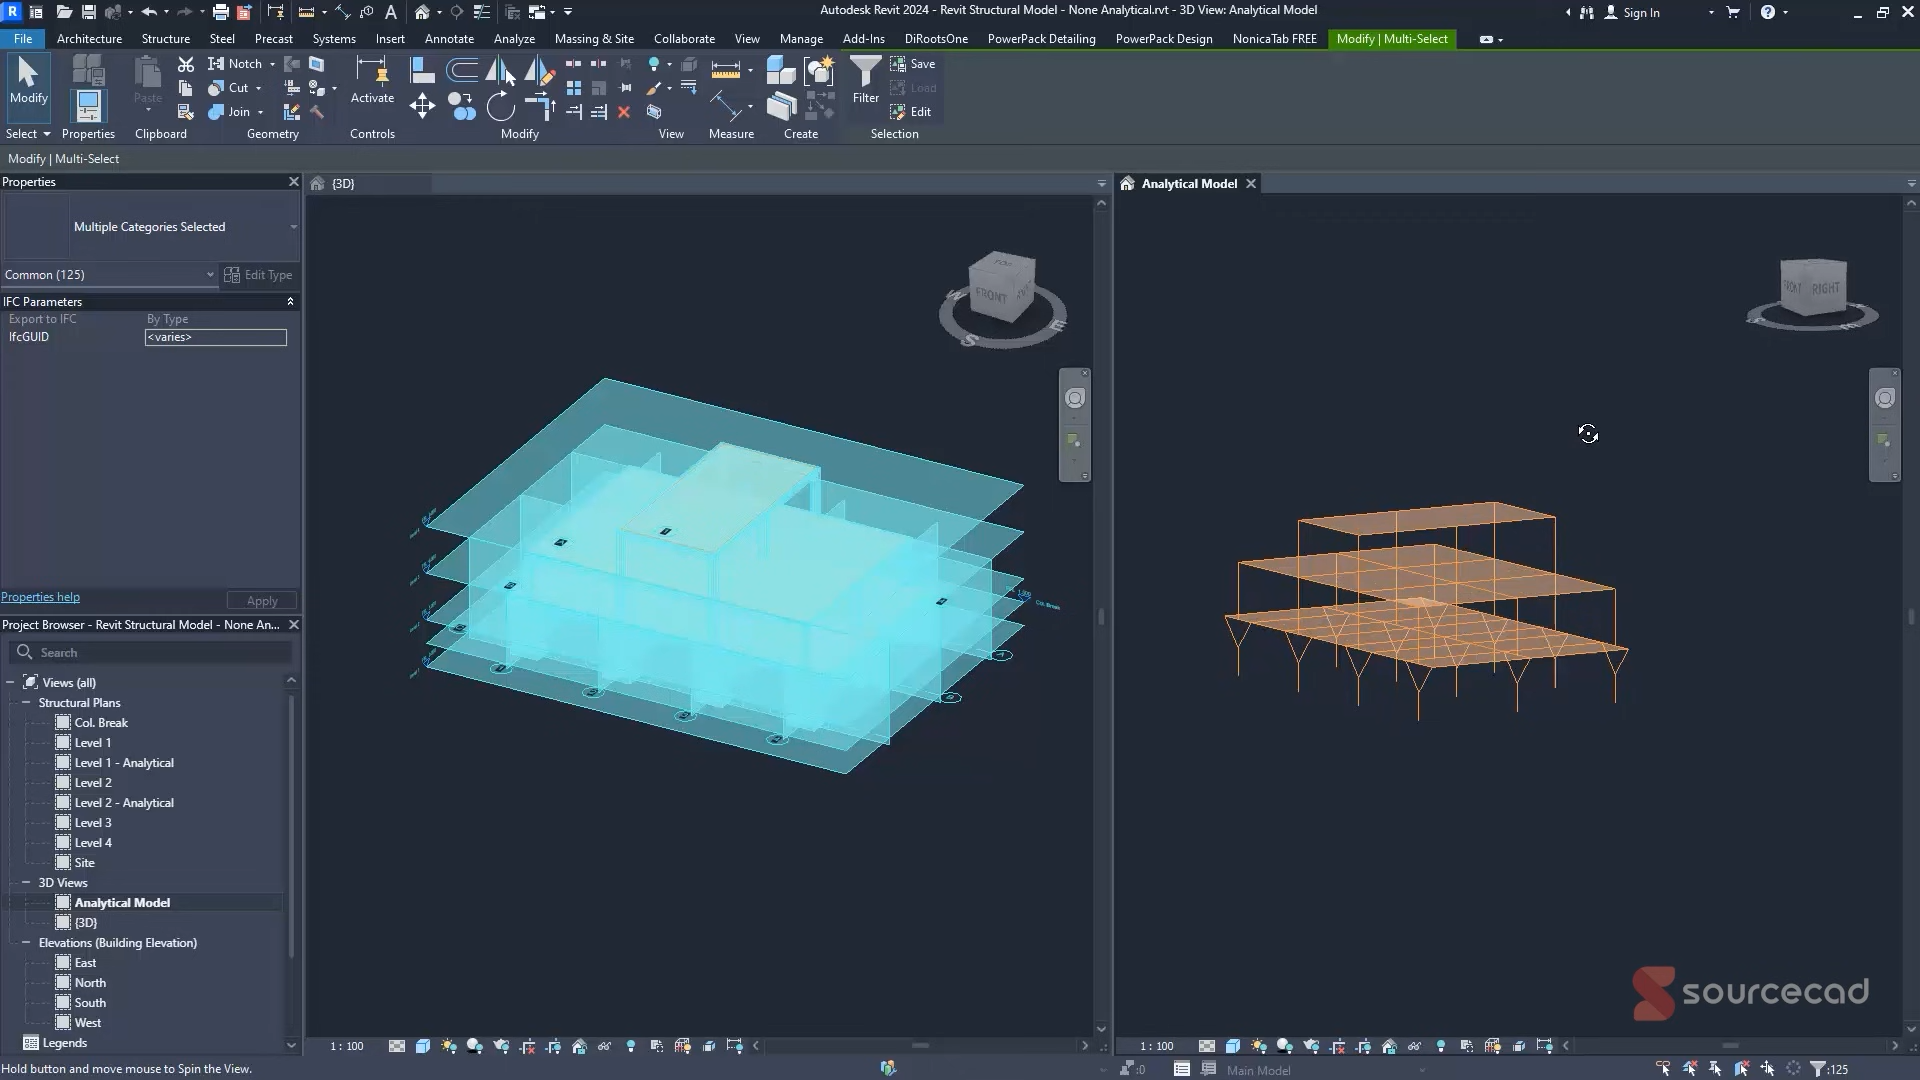 Autodesk Revit 2024 - Revit Structural Model - None Analytical.rvt - 3D View: Analytical Model
Sign In
File Architecture Structure Steel Precast Systems Insert Annotate Analyze Massing & Site Collaborate View Manage Add-Ins DiRootsOne PowerPack Detailing PowerPack Design NonicaTab FREE Modify | Multi-Select
Modify
Paste
Notch
Cut
Join
Activate
Filter
Save
Load
Edit
Select Properties Clipboard Geometry Controls Modify View Measure Create Selection
Modify | Multi-Select
Properties
Multiple Categories Selected
Common (125)
Edit Type
IFC Parameters
Export to IFC By Type
IfcGUID <varies>
Properties help
Apply
Project Browser - Revit Structural Model - None An...
Search
Views (all)
Structural Plans
Col. Break
Level 1
Level 1 - Analytical
Level 2
Level 2 - Analytical
Level 3
Level 4
Site
3D Views
Analytical Model
{3D}
Elevations (Building Elevation)
East
North
South
West
Legends
{3D}
TOP
FRONT
W
S
E
Col. Break
1 : 100
Analytical Model
FRONT RIGHT
sourcecad
1 : 100
Hold button and move mouse to Spin the View.
:0
Main Model
:125